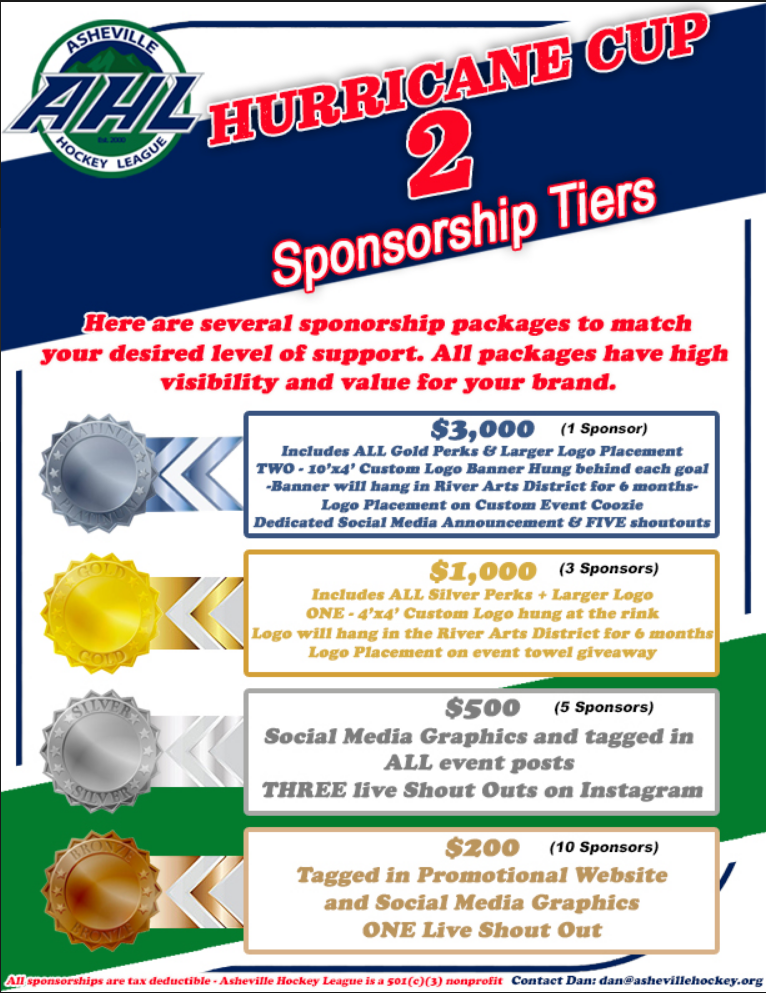 ASHEVILLE
AHL
Est. 2000
HOCKEY LEAGUE
HURRICANE CUP
2
Sponsorship Tiers
Here are several sponorship packages to match
your desired level of support. All packages have high
visibility and value for your brand.
PLATINUM
PLATINUM
$3,000 (1 Sponsor)
Includes ALL Gold Perks & Larger Logo Placement
TWO - 10'x4' Custom Logo Banner Hung behind each goal
-Banner will hang in River Arts District for 6 months-
Logo Placement on Custom Event Coozie
Dedicated Social Media Announcement & FIVE shoutouts
GOLD
GOLD
$1,000 (3 Sponsors)
Includes ALL Silver Perks + Larger Logo
ONE - 4'x4' Custom Logo hung at the rink
Logo will hang in the River Arts District for 6 months
Logo Placement on event towel giveaway
SILVER
SILVER
$500 (5 Sponsors)
Social Media Graphics and tagged in
ALL event posts
THREE live Shout Outs on Instagram
BRONZE
BRONZE
$200 (10 Sponsors)
Tagged in Promotional Website
and Social Media Graphics
ONE Live Shout Out
All sponsorships are tax deductible - Asheville Hockey League is a 501(c)(3) nonprofit Contact Dan: dan@ashevillehockey.org